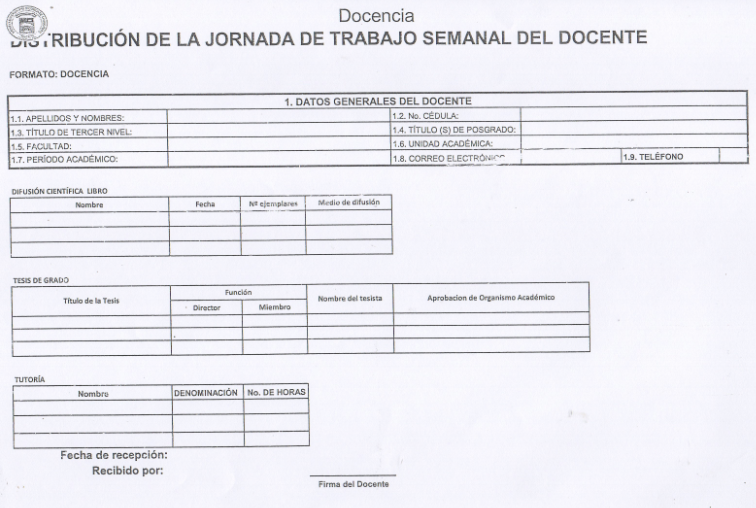 Docencia
DISTRIBUCIÓN DE LA JORNADA DE TRABAJO SEMANAL DEL DOCENTE
FORMATO: DOCENCIA
1. DATOS GENERALES DEL DOCENTE
1.1. APELLIDOS Y NOMBRES: 1.2. No. CÉDULA:
1.3. TÍTULO DE TERCER NIVEL: 1.4. TÍTULO (S) DE POSGRADO:
1.5. FACULTAD: 1.6. UNIDAD ACADÉMICA:
1.7. PERÍODO ACADÉMICO: 1.8. CORREO ELECTRÓNICO 1.9. TELÉFONO
DIFUSIÓN CIENTÍFICA LIBRO
Nombre Fecha Nº ejemplares Medio de difusión
TESIS DE GRADO
Título de la Tesis Función Nombre del tesista Aprobacion de Organismo Académico
Director Miembro
TUTORÍA
Nombre DENOMINACIÓN No. DE HORAS
Fecha de recepción:
Recibido por:
Firma del Docente